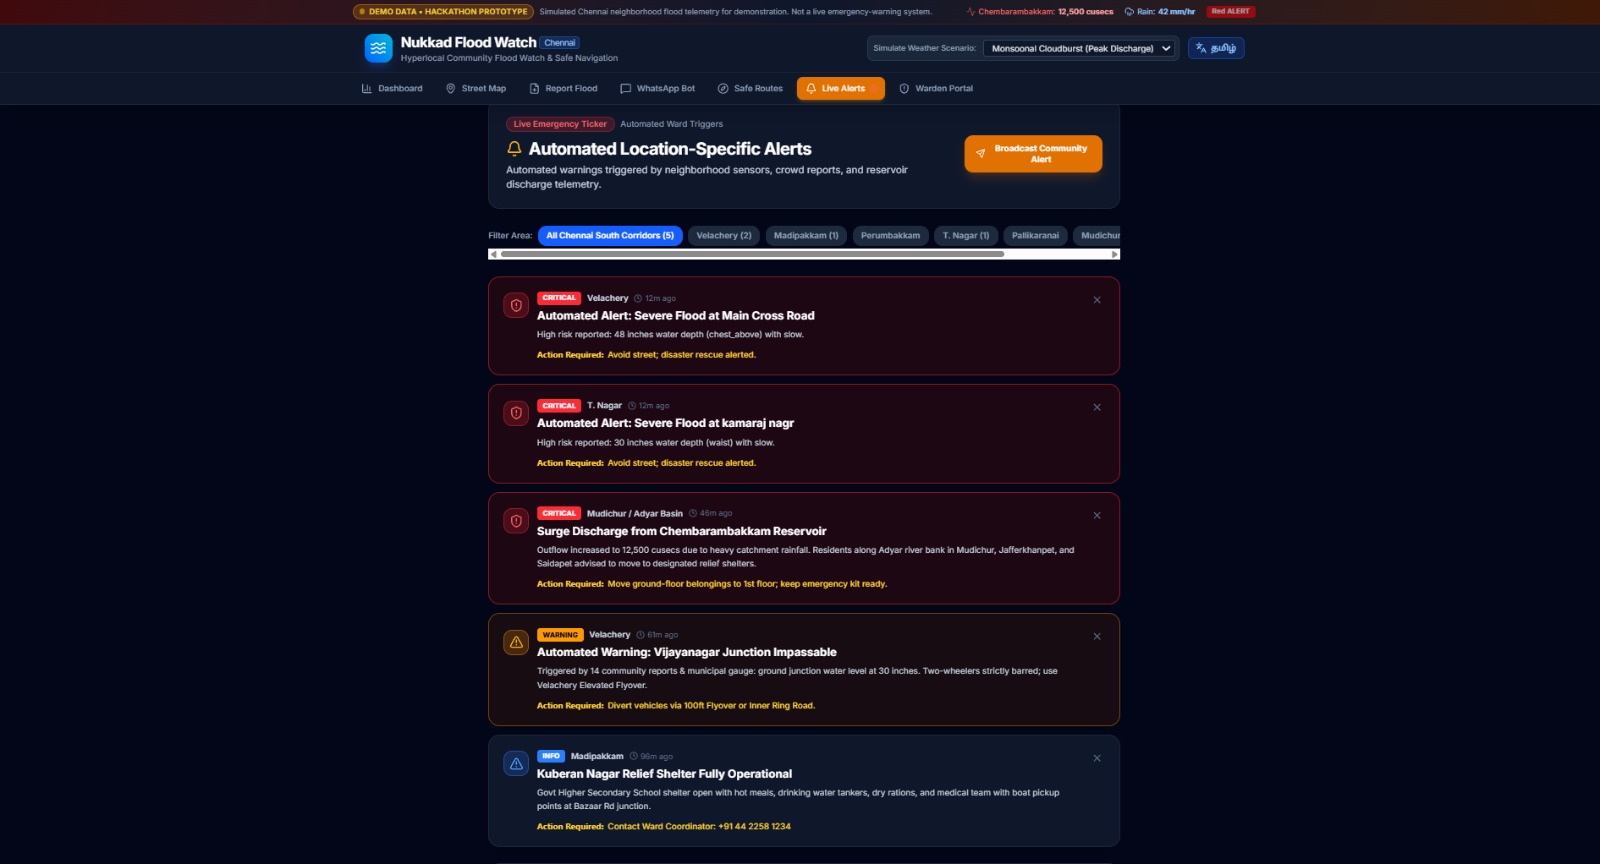 DEMO DATA • HACKATHON PROTOTYPE Simulated Chennai neighborhood flood telemetry for demonstration. Not a live emergency-warning system. Chembarambakkam: 12,500 cusecs Rain: 42 mm/hr Red ALERT
Nukkad Flood Watch Chennai
Hyperlocal Community Flood Watch & Safe Navigation
Simulate Weather Scenario: Monsoonal Cloudburst (Peak Discharge) தமிழ்
Dashboard Street Map Report Flood WhatsApp Bot Safe Routes Live Alerts Warden Portal
Live Emergency Ticker Automated Ward Triggers
Automated Location-Specific Alerts
Automated warnings triggered by neighborhood sensors, crowd reports, and reservoir
discharge telemetry.
Broadcast Community
Alert
Filter Area: All Chennai South Corridors (5) Velachery (2) Madipakkam (1) Perumbakkam T. Nagar (1) Pallikaranai Mudichur
CRITICAL Velachery 12m ago
Automated Alert: Severe Flood at Main Cross Road
High risk reported: 48 inches water depth (chest_above) with slow.
Action Required: Avoid street; disaster rescue alerted.
CRITICAL T. Nagar 12m ago
Automated Alert: Severe Flood at kamaraj nagr
High risk reported: 30 inches water depth (waist) with slow.
Action Required: Avoid street; disaster rescue alerted.
CRITICAL Mudichur / Adyar Basin 46m ago
Surge Discharge from Chembarambakkam Reservoir
Outflow increased to 12,500 cusecs due to heavy catchment rainfall. Residents along Adyar river bank in Mudichur, Jafferkhanpet, and
Saidapet advised to move to designated relief shelters.
Action Required: Move ground-floor belongings to 1st floor; keep emergency kit ready.
WARNING Velachery 61m ago
Automated Warning: Vijayanagar Junction Impassable
Triggered by 14 community reports & municipal gauge: ground junction water level at 30 inches. Two-wheelers strictly barred; use
Velachery Elevated Flyover.
Action Required: Divert vehicles via 100ft Flyover or Inner Ring Road.
INFO Madipakkam 96m ago
Kuberan Nagar Relief Shelter Fully Operational
Govt Higher Secondary School shelter open with hot meals, drinking water tankers, dry rations, and medical team with boat pickup
points at Bazaar Rd junction.
Action Required: Contact Ward Coordinator: +91 44 2258 1234